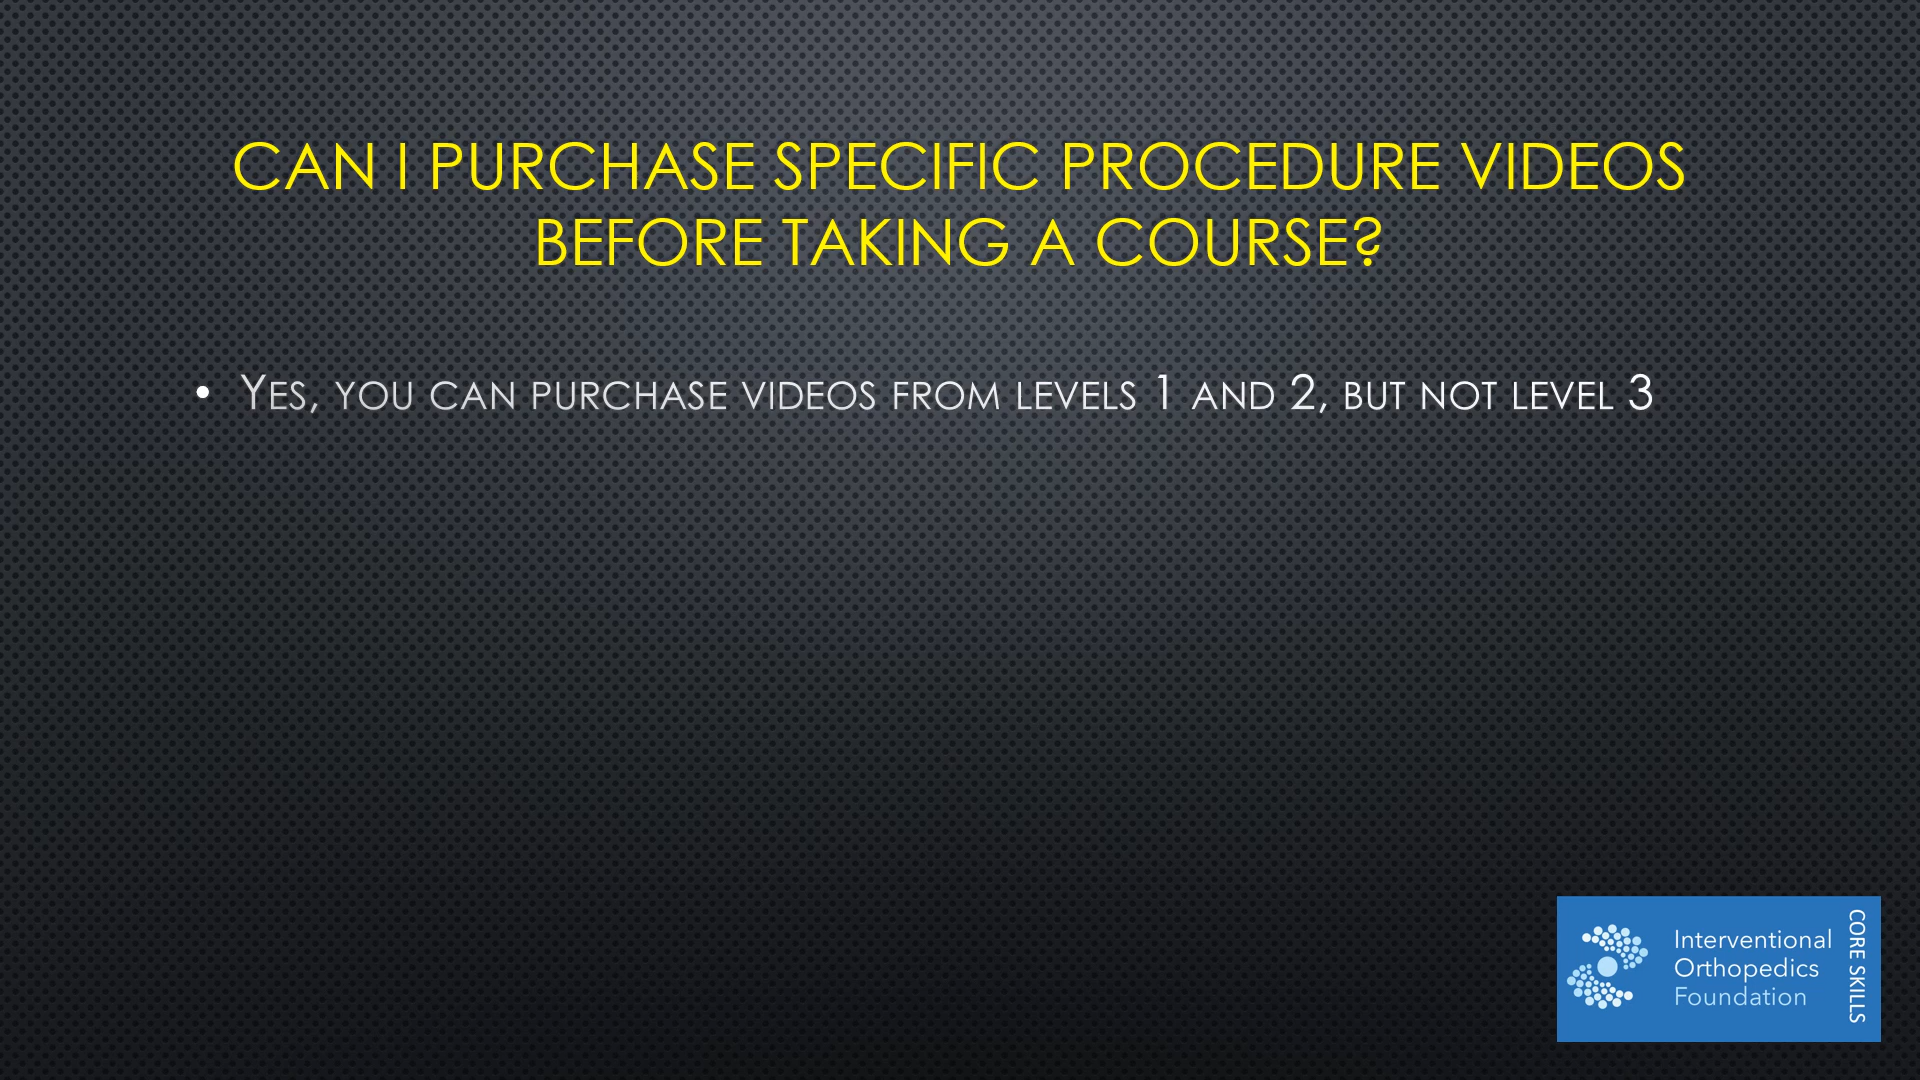 CAN I PURCHASE SPECIFIC PROCEDURE VIDEOS
BEFORE TAKING A COURSE?
• YES, YOU CAN PURCHASE VIDEOS FROM LEVELS 1 AND 2, BUT NOT LEVEL 3
Interventional
Orthopedics
Foundation
CORE SKILLS